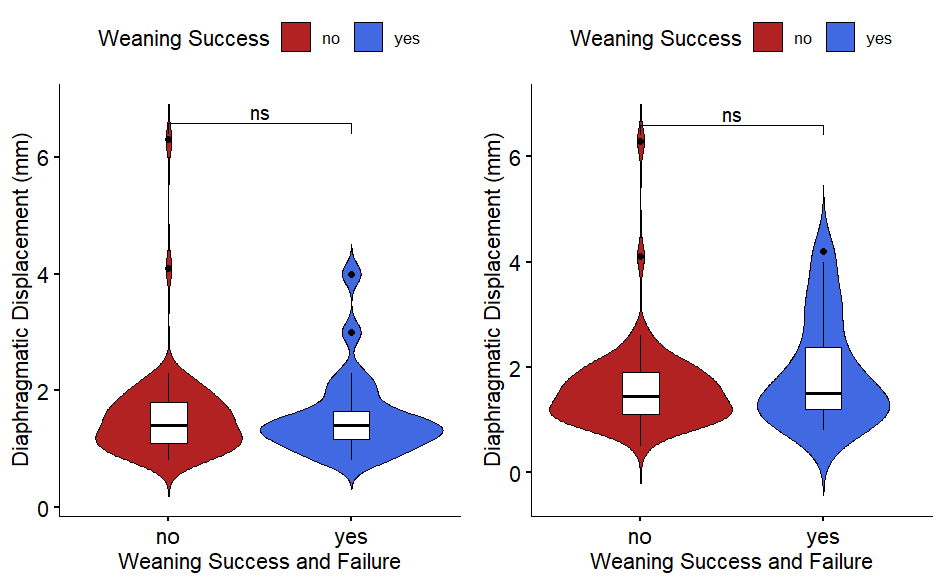 Weaning Success no yes
ns
Diaphragmatic Displacement (mm)
6
4
2
0
no yes
Weaning Success and Failure
Weaning Success no yes
ns
Diaphragmatic Displacement (mm)
6
4
2
0
no yes
Weaning Success and Failure